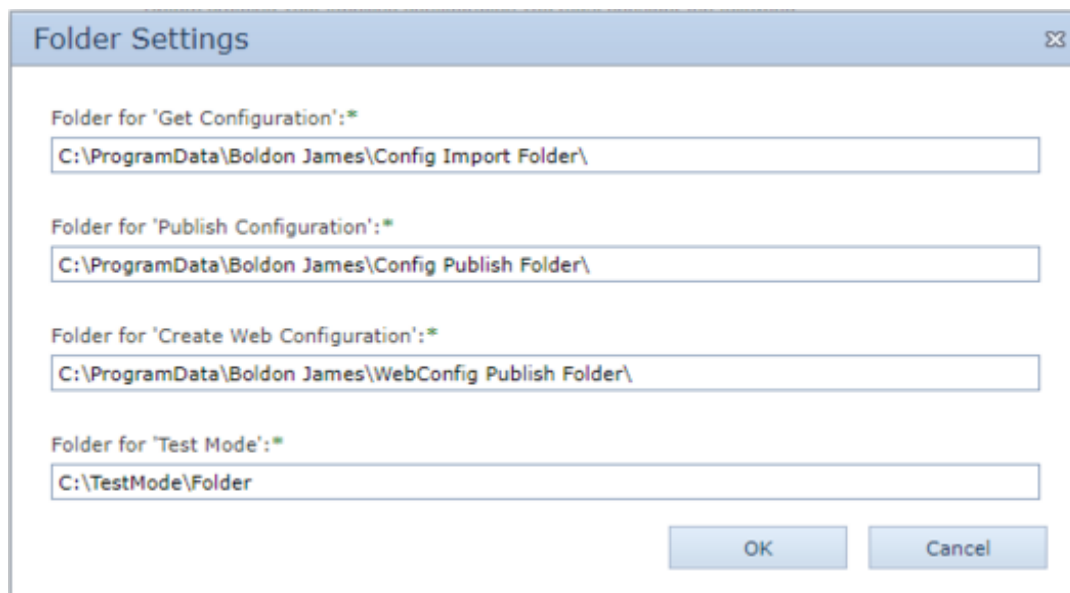 Folder Settings
Folder for 'Get Configuration':*
C:\ProgramData\Boldon James\Config Import Folder\
Folder for 'Publish Configuration':*
C:\ProgramData\Boldon James\Config Publish Folder\
Folder for 'Create Web Configuration':*
C:\ProgramData\Boldon James\WebConfig Publish Folder\
Folder for 'Test Mode':*
C:\TestMode\Folder
OK Cancel